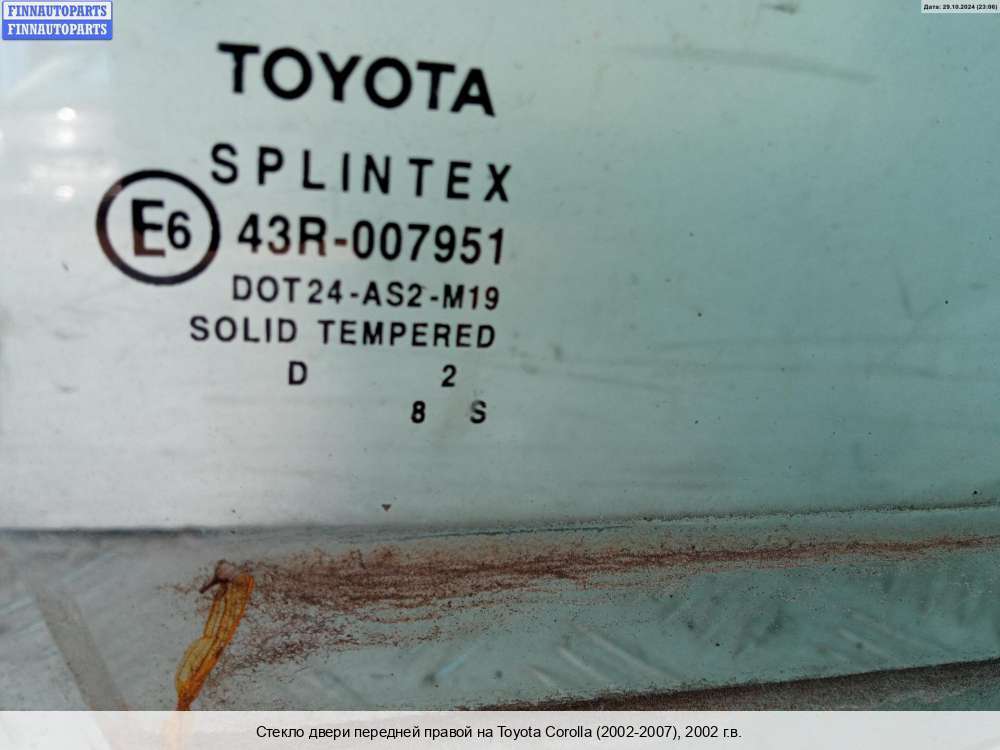 FINNAUTOPARTS
FINNAUTOPARTS
Дата: 29.10.2024 (23:06)
TOYOTA
SPLINTEX
E6 43R-007951
DOT24-AS2-M19
SOLID TEMPERED
D 2
8 S
Стекло двери передней правой на Toyota Corolla (2002-2007), 2002 г.в.